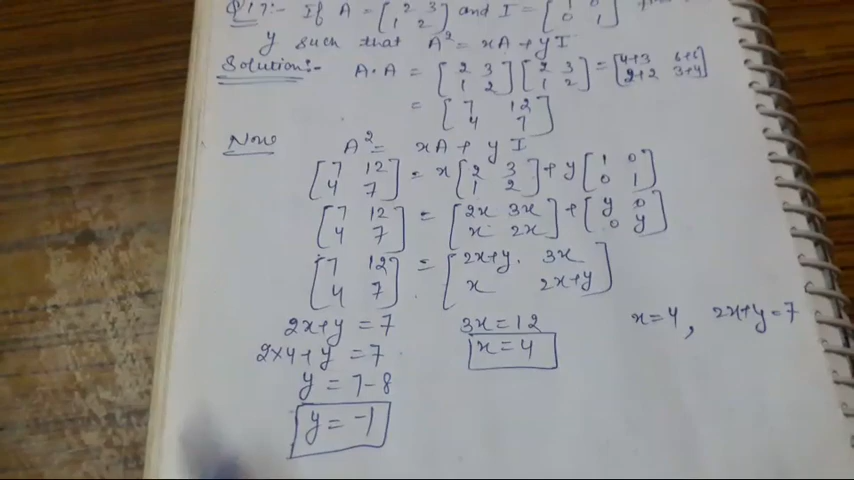 Q17:- If A = [2 3 1 2] and I = [1 0 0 1]
y such that A² = xA + yI
Solution:- A.A = [2 3 1 2] [2 3 1 2] = [4+3 6+6 2+2 3+4]
= [7 12 4 7]
Now A² = xA + yI
[7 12 4 7] = x[2 3 1 2] + y[1 0 0 1]
[7 12 4 7] = [2x 3x x 2x] + [y 0 0 y]
[7 12 4 7] = [2x+y. 3x x 2x+y]
2x+y = 7 3x = 12 x=4, 2x+y=7
2×4+y = 7 x = 4
y = 7-8
y = -1